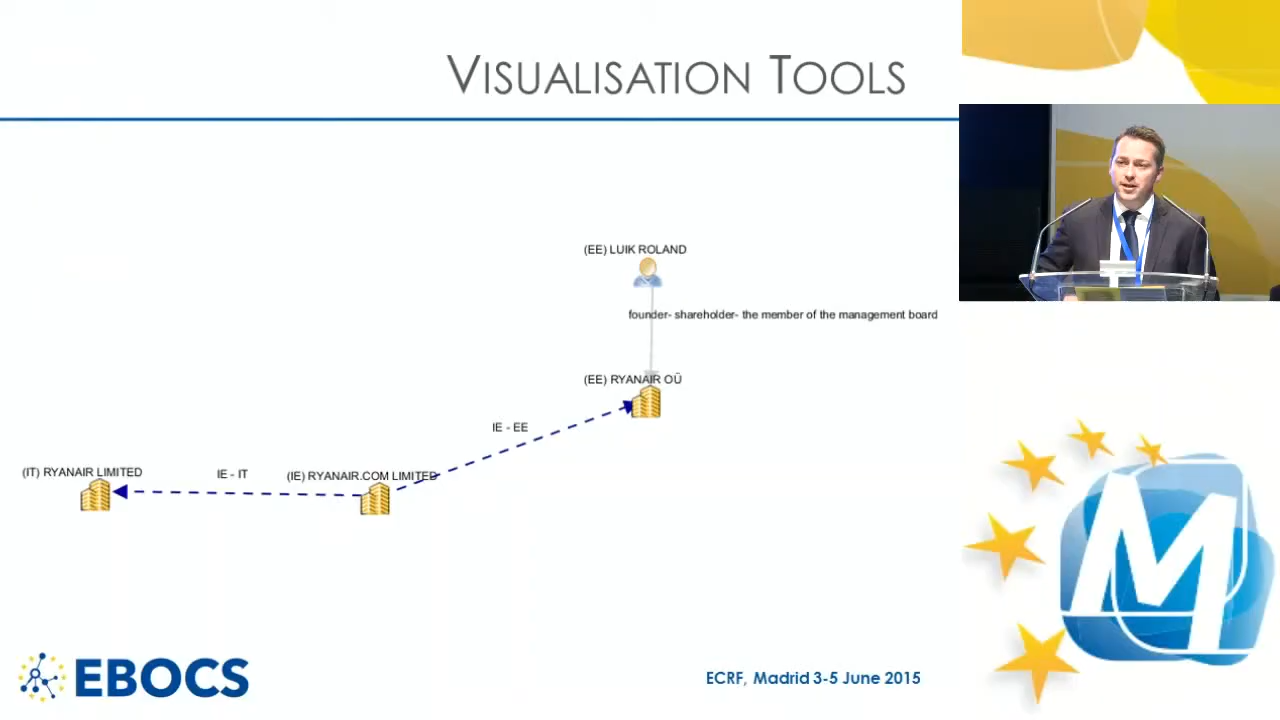 VISUALISATION TOOLS
(EE) LUIK ROLAND
founder- shareholder- the member of the management board
(EE) RYANAIR OÜ
IE - EE
(IT) RYANAIR LIMITED
IE - IT
(IE) RYANAIR.COM LIMITED
EBOCS
ECRF, Madrid 3-5 June 2015
M